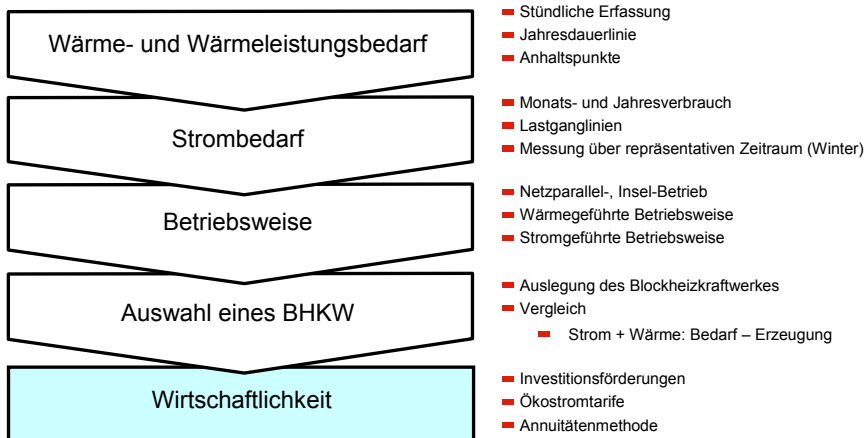 Wärme- und Wärmeleistungsbedarf
Stündliche Erfassung
Jahresdauerlinie
Anhaltspunkte
Strombedarf
Monats- und Jahresverbrauch
Lastganglinien
Messung über repräsentativen Zeitraum (Winter)
Betriebsweise
Netzparallel-, Insel-Betrieb
Wärmegeführte Betriebsweise
Stromgeführte Betriebsweise
Auswahl eines BHKW
Auslegung des Blockheizkraftwerkes
Vergleich
Strom + Wärme: Bedarf – Erzeugung
Wirtschaftlichkeit
Investitionsförderungen
Ökostromtarife
Annuitätenmethode